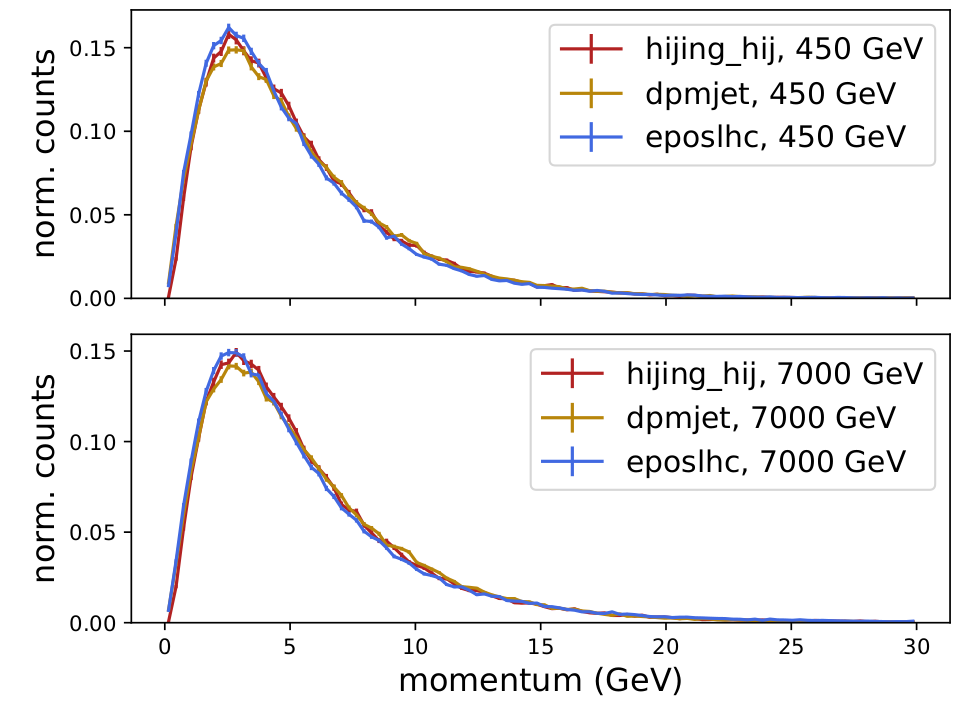 norm. counts
0.15
0.10
0.05
0.00
hijing_hij, 450 GeV
dpmjet, 450 GeV
eposlhc, 450 GeV
norm. counts
0.15
0.10
0.05
0.00
hijing_hij, 7000 GeV
dpmjet, 7000 GeV
eposlhc, 7000 GeV
0 5 10 15 20 25 30
momentum (GeV)